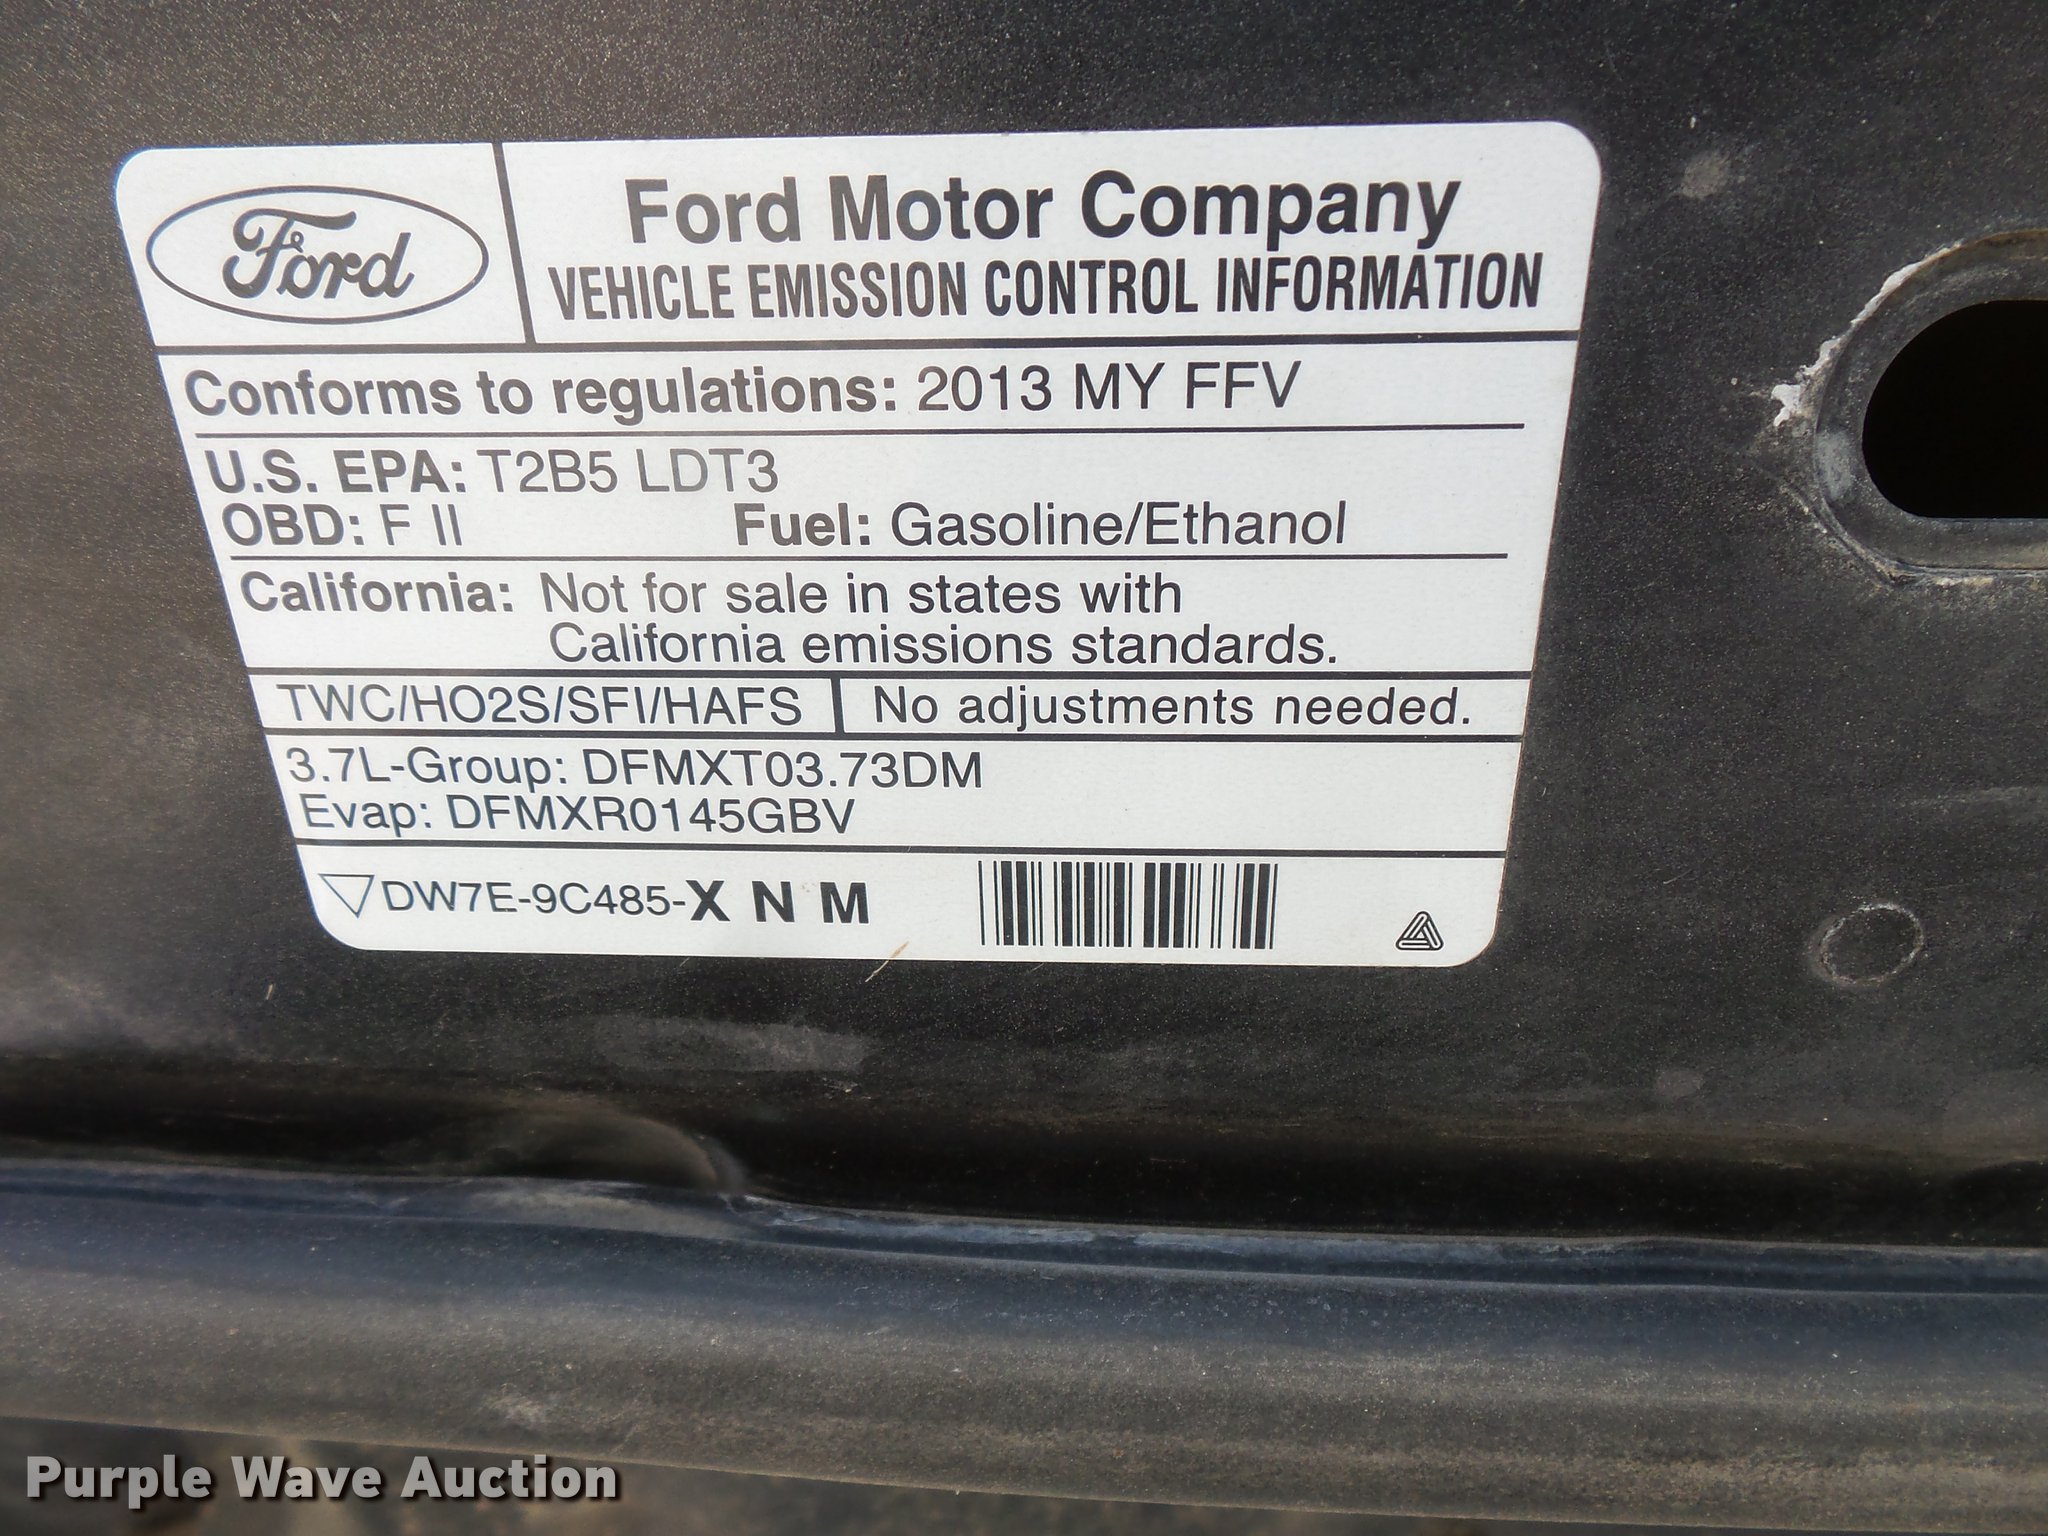 Ford
Ford Motor Company
VEHICLE EMISSION CONTROL INFORMATION
Conforms to regulations: 2013 MY FFV
U.S. EPA: T2B5 LDT3
OBD: F II Fuel: Gasoline/Ethanol
California: Not for sale in states with
California emissions standards.
TWC/HO2S/SFI/HAFS No adjustments needed.
3.7L-Group: DFMXT03.73DM
Evap: DFMXR0145GBV
DW7E-9C485-X N M
Purple Wave Auction